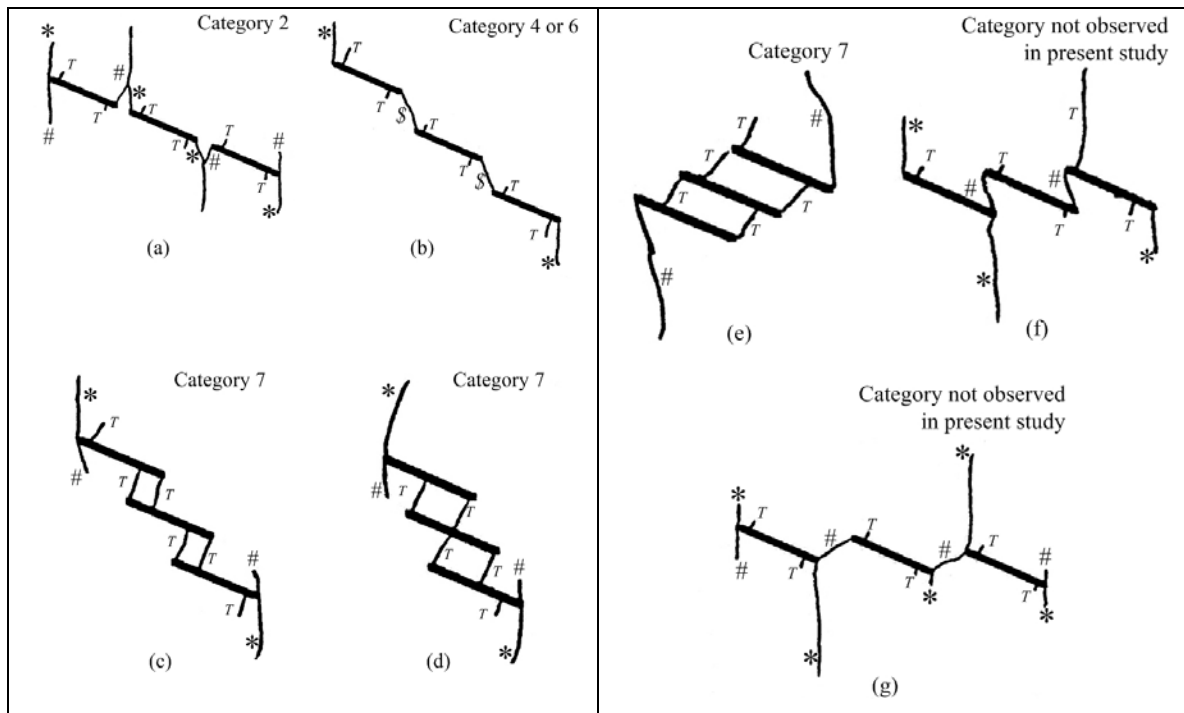 Category 2
*
T
#
#
T
*
T
T
*
#
T
#
T
*
(a)
Category 4 or 6
*
T
T
$
T
T
$
T
T
*
(b)
Category 7
*
T
#
T
T
T
T
#
T
*
(c)
Category 7
*
#
T
T
T
T
#
*
(d)
Category 7
T
#
T
T
T
T
#
(e)
Category not observed
in present study
*
T
T
#
T
#
T
T
*
*
(f)
Category not observed
in present study
*
*
T
#
T
#
T
#
#
T
T
*
T
*
*
(g)